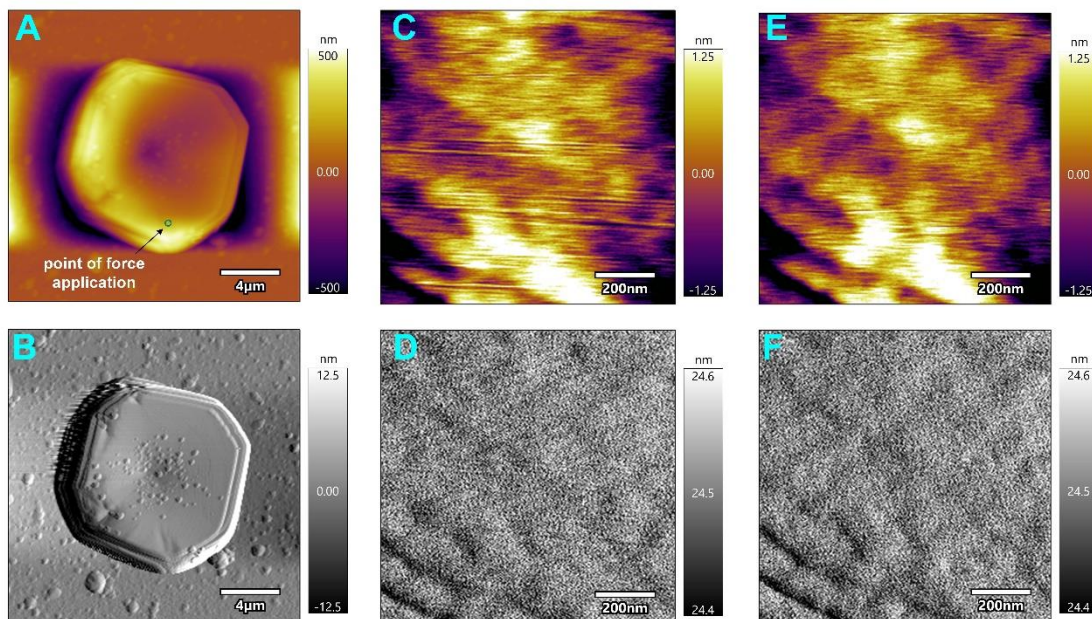 A
nm
500
0.00
-500
point of force
application
4μm
C
nm
1.25
0.00
-1.25
200nm
E
nm
1.25
0.00
-1.25
200nm
B
nm
12.5
0.00
-12.5
4μm
D
nm
24.6
24.5
24.4
200nm
F
nm
24.6
24.5
24.4
200nm